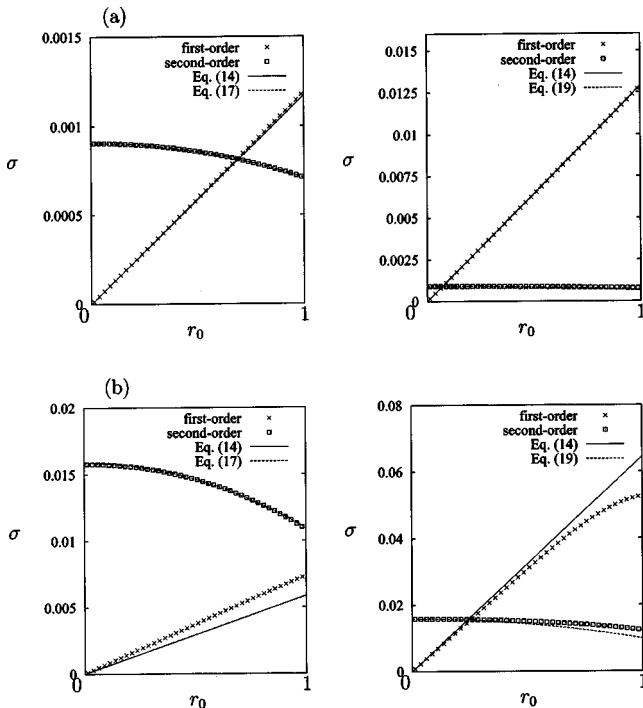 (a)
0.0015
0.001
0.0005
0
σ
first-order
second-order
Eq. (14)
Eq. (17)
0
r0
1
0.015
0.0125
0.01
0.0075
0.005
0.0025
0
σ
first-order
second-order
Eq. (14)
Eq. (19)
0
r0
1
(b)
0.02
0.015
0.01
0.005
0
σ
first-order
second-order
Eq. (14)
Eq. (17)
0
r0
1
0.08
0.06
0.04
0.02
0
σ
first-order
second-order
Eq. (14)
Eq. (19)
0
r0
1